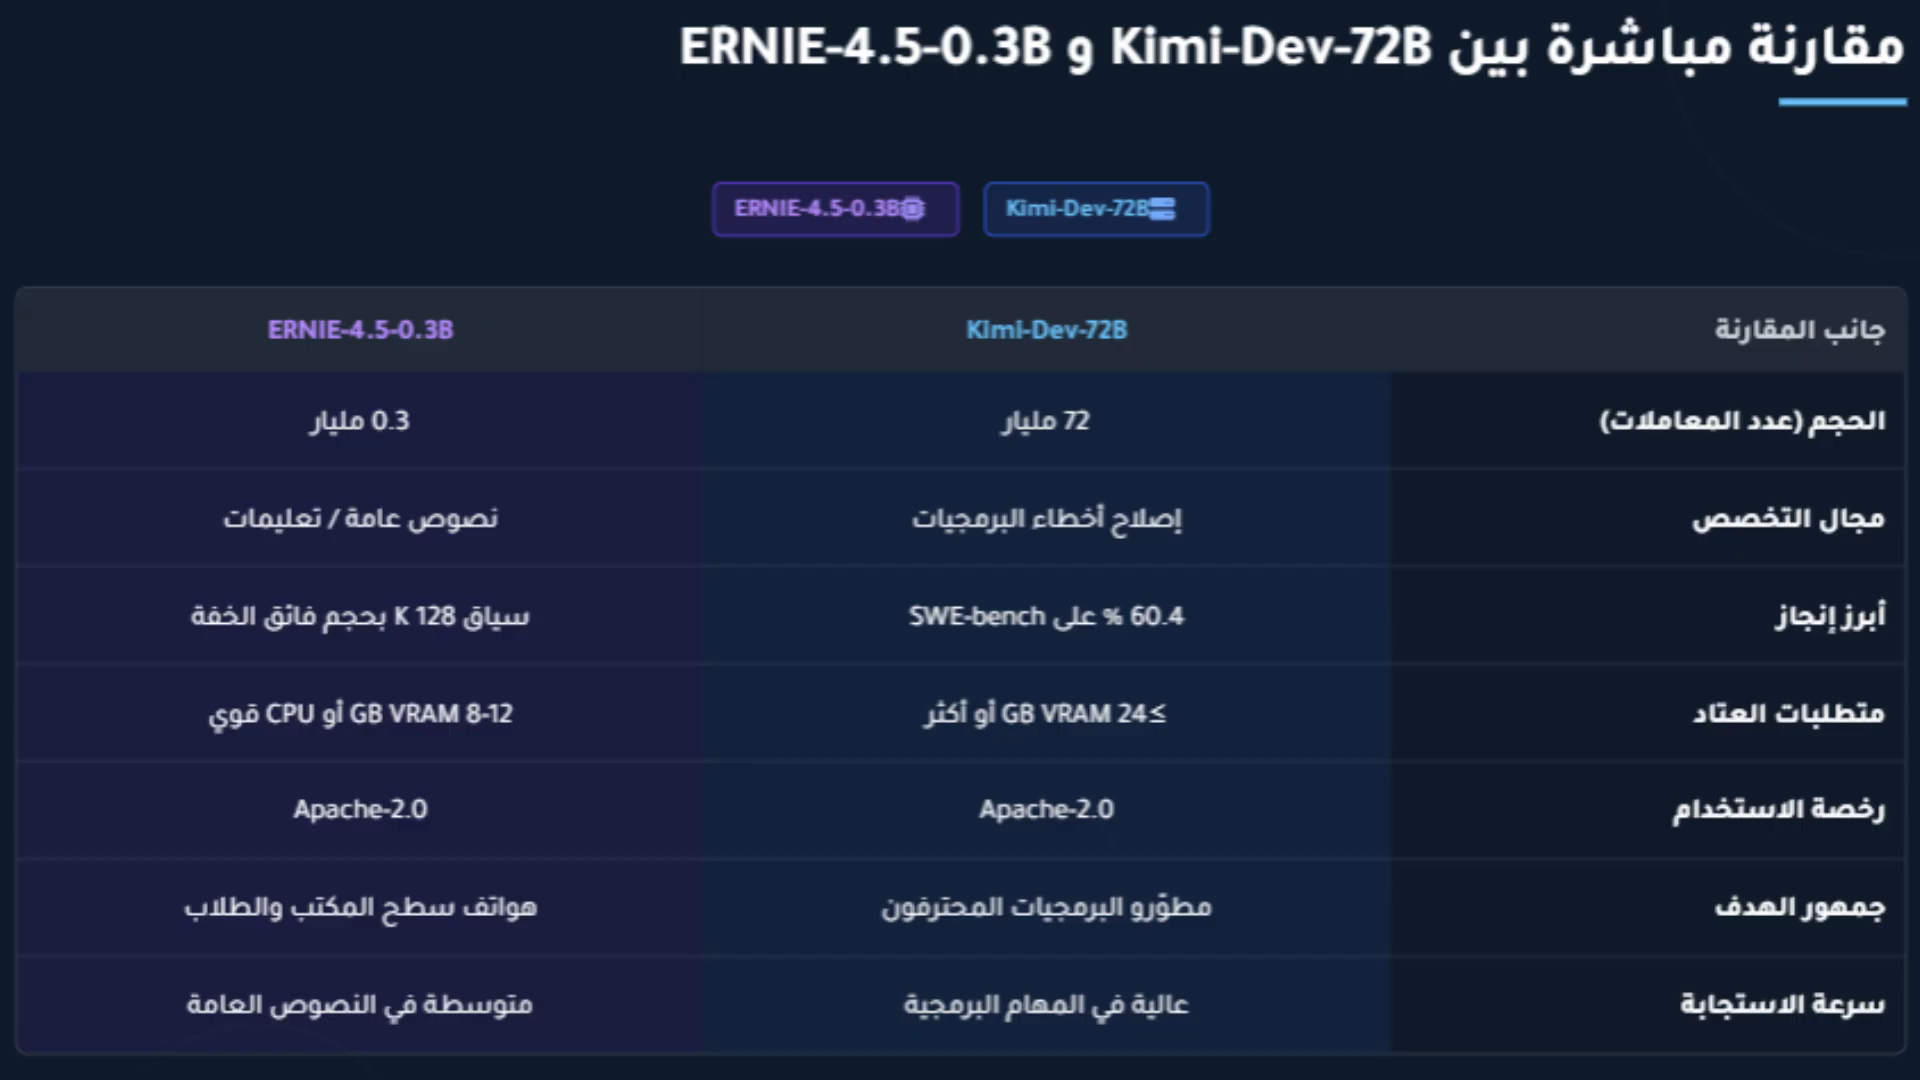 مقارنة مباشرة بين Kimi-Dev-72B و ERNIE-4.5-0.3B
Kimi-Dev-72B
ERNIE-4.5-0.3B
جانب المقارنة Kimi-Dev-72B ERNIE-4.5-0.3B
الحجم (عدد المعاملات) 72 مليار 0.3 مليار
مجال التخصص إصلاح أخطاء البرمجيات نصوص عامة / تعليمات
أبرز إنجاز 60.4 % على SWE-bench سياق 128 K بحجم فائق الخفة
متطلبات العتاد ≥24 GB VRAM أو أكثر 8-12 GB VRAM أو CPU قوي
رخصة الاستخدام Apache-2.0 Apache-2.0
جمهور الهدف مطوّرو البرمجيات المحترفون هواتف سطح المكتب والطلاب
سرعة الاستجابة عالية في المهام البرمجية متوسطة في النصوص العامة